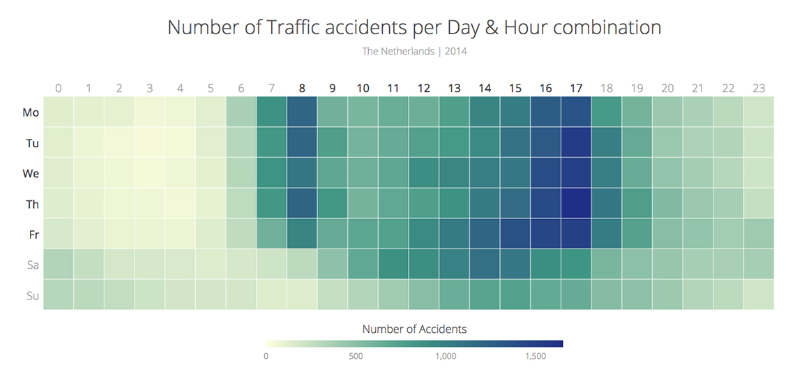 Number of Traffic accidents per Day & Hour combination
The Netherlands | 2014
0 1 2 3 4 5 6 7 8 9 10 11 12 13 14 15 16 17 18 19 20 21 22 23
Mo
Tu
We
Th
Fr
Sa
Su
Number of Accidents
0 500 1,000 1,500